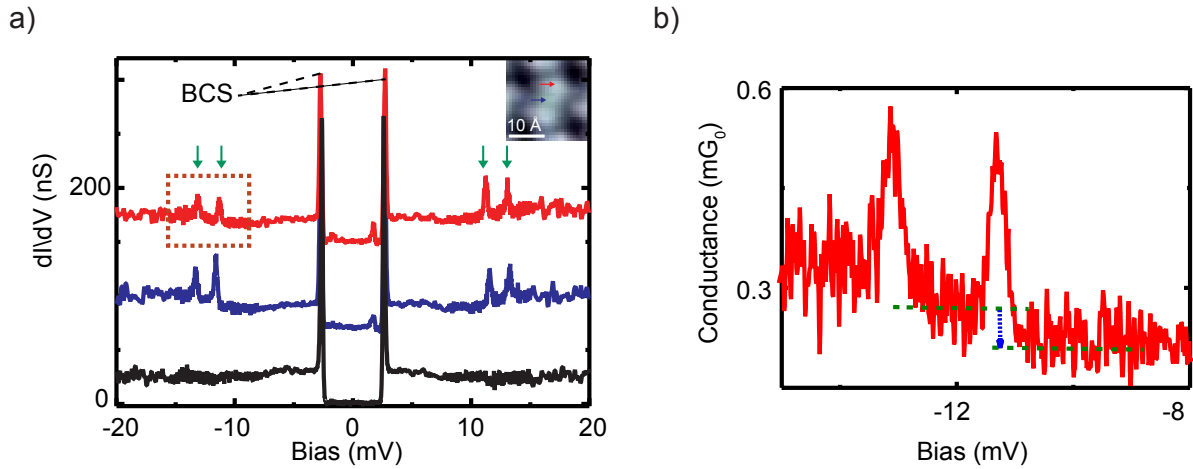 a)
BCS
10 Å
dI\dV (nS)
200
0
-20
-10
0
10
20
Bias (mV)
b)
Conductance (mG₀)
0.6
0.3
-12
-8
Bias (mV)